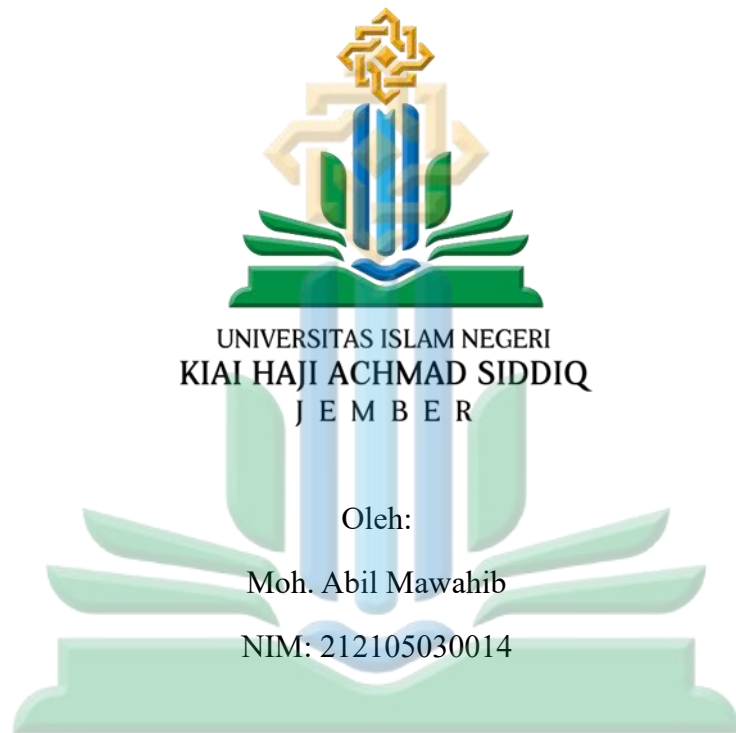 UNIVERSITAS ISLAM NEGERI
KIAI HAJI ACHMAD SIDDIQ
J E M B E R
Oleh:
Moh. Abil Mawahib
NIM: 212105030014